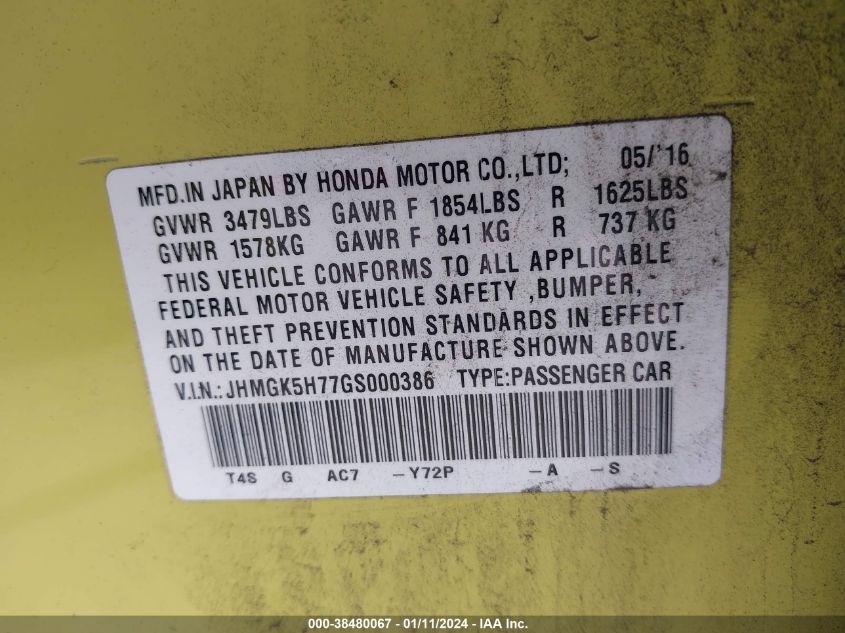 MFD.IN JAPAN BY HONDA MOTOR CO.,LTD; 05/'16
GVWR 3479LBS GAWR F 1854LBS R 1625LBS
GVWR 1578KG GAWR F 841 KG R 737 KG
THIS VEHICLE CONFORMS TO ALL APPLICABLE
FEDERAL MOTOR VEHICLE SAFETY ,BUMPER,
AND THEFT PREVENTION STANDARDS IN EFFECT
ON THE DATE OF MANUFACTURE SHOWN ABOVE.
V.I.N.: JHMGK5H77GS000386 TYPE:PASSENGER CAR
T4S G AC7 -Y72P -A -S
000-38480067 - 01/11/2024 - IAA Inc.